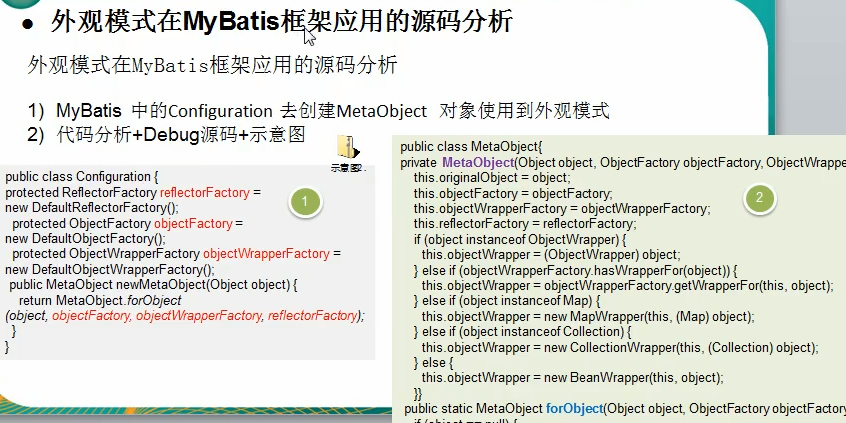 外观模式在MyBatis框架应用的源码分析
外观模式在MyBatis框架应用的源码分析
1) MyBatis 中的Configuration 去创建MetaObject 对象使用到外观模式
2) 代码分析+Debug源码+示意图
public class Configuration {
protected ReflectorFactory reflectorFactory =
new DefaultReflectorFactory();
protected ObjectFactory objectFactory =
new DefaultObjectFactory();
protected ObjectWrapperFactory objectWrapperFactory =
new DefaultObjectWrapperFactory();
public MetaObject newMetaObject(Object object) {
return MetaObject.forObject
(object, objectFactory, objectWrapperFactory, reflectorFactory);
}
}
1
public class MetaObject{
private MetaObject(Object object, ObjectFactory objectFactory, ObjectWrappe
this.originalObject = object;
this.objectFactory = objectFactory;
this.objectWrapperFactory = objectWrapperFactory;
this.reflectorFactory = reflectorFactory;
if (object instanceof ObjectWrapper) {
this.objectWrapper = (ObjectWrapper) object;
} else if (objectWrapperFactory.hasWrapperFor(object)) {
this.objectWrapper = objectWrapperFactory.getWrapperFor(this, object);
} else if (object instanceof Map) {
this.objectWrapper = new MapWrapper(this, (Map) object);
} else if (object instanceof Collection) {
this.objectWrapper = new CollectionWrapper(this, (Collection) object);
} else {
this.objectWrapper = new BeanWrapper(this, object);
}}
public static MetaObject forObject(Object object, ObjectFactory objectFactory
if (object == null) {
2